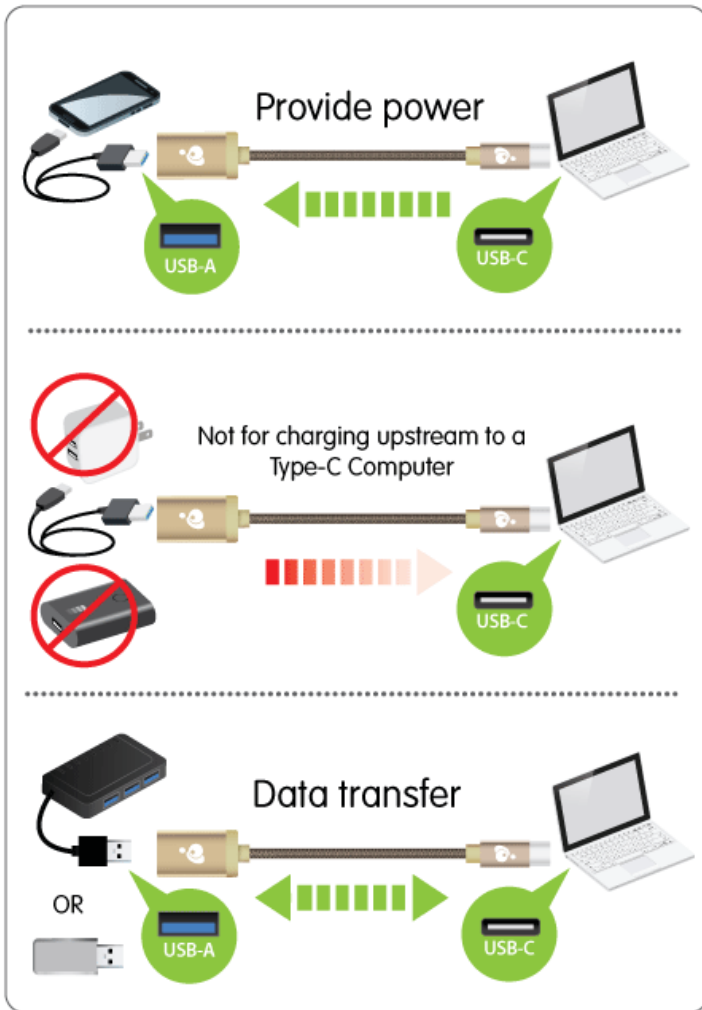 Provide power
USB-A
USB-C
Not for charging upstream to a
Type-C Computer
USB-C
Data transfer
OR
USB-A
USB-C